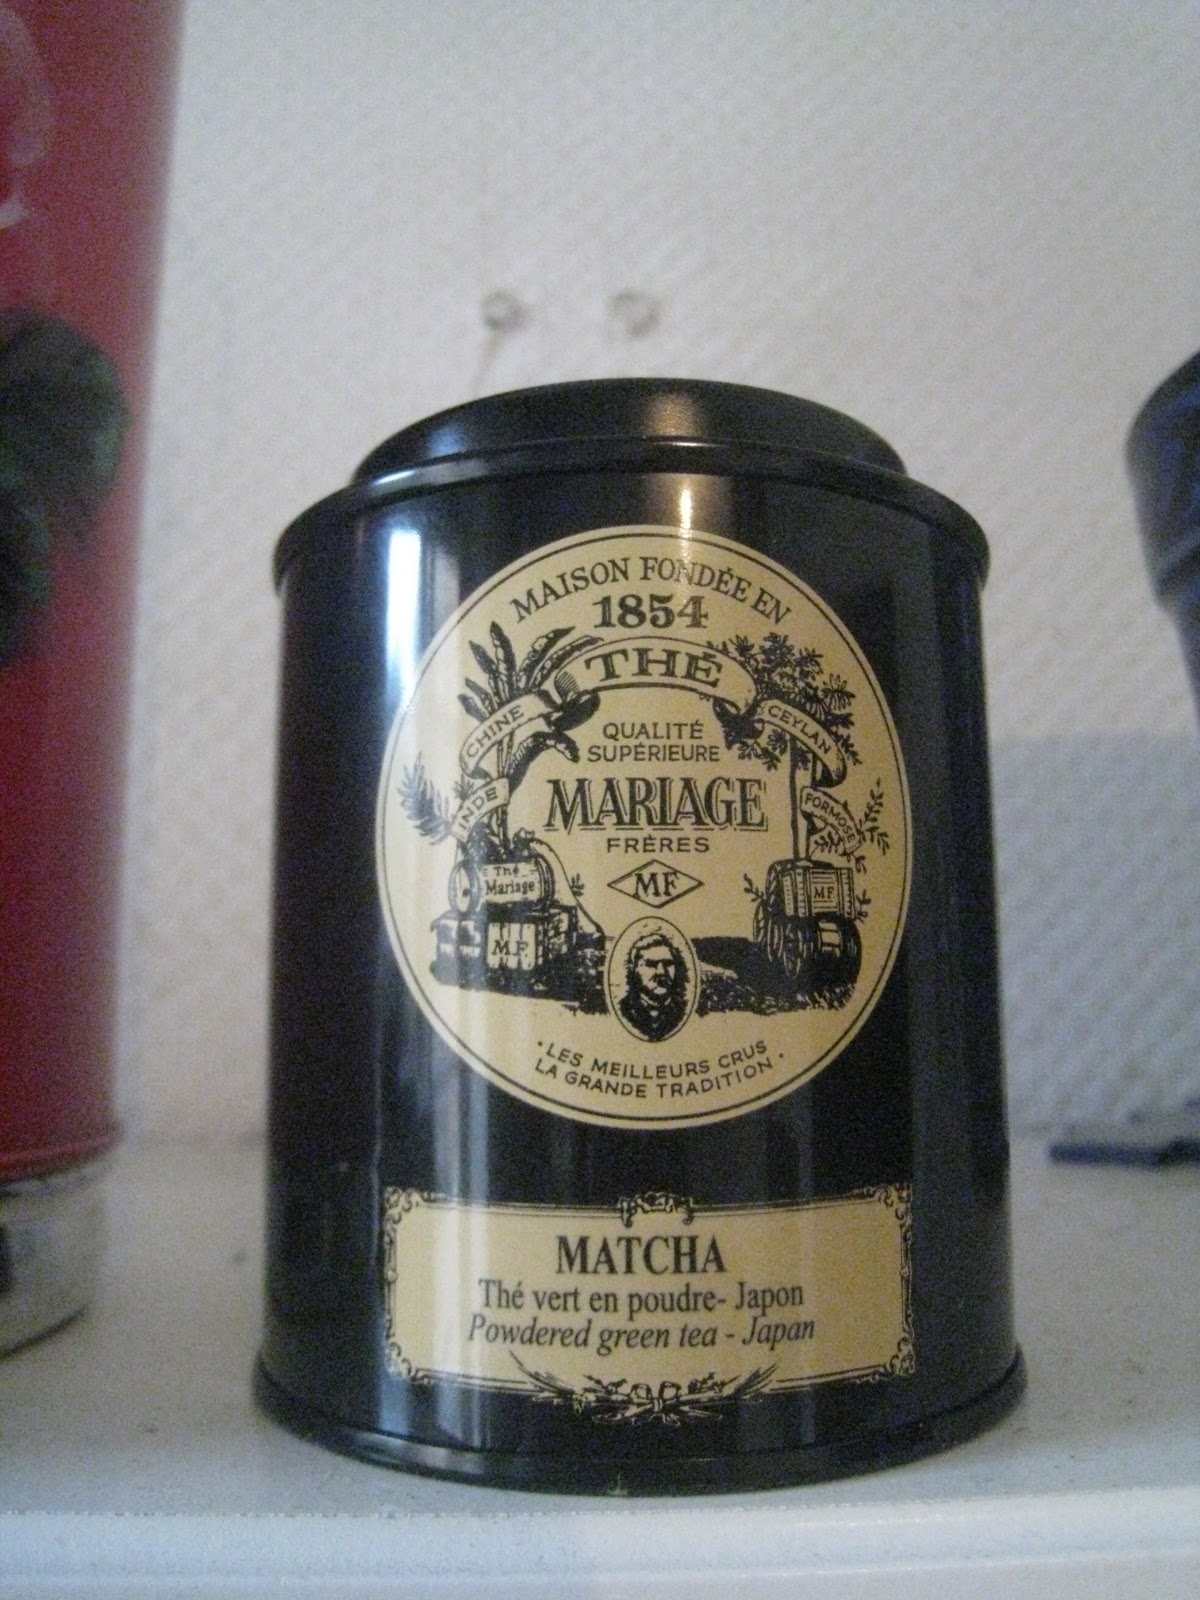 MAISON FONDÉE EN
1854
THÉ
CHINE
CEYLAN
INDE
FORMOSE
QUALITÉ
SUPÉRIEURE
MARIAGE
FRÈRES
MF
Thé
Mariage
M.F.
MF
· LES MEILLEURS CRUS
LA GRANDE TRADITION ·
MATCHA
Thé vert en poudre- Japon
Powdered green tea - Japan